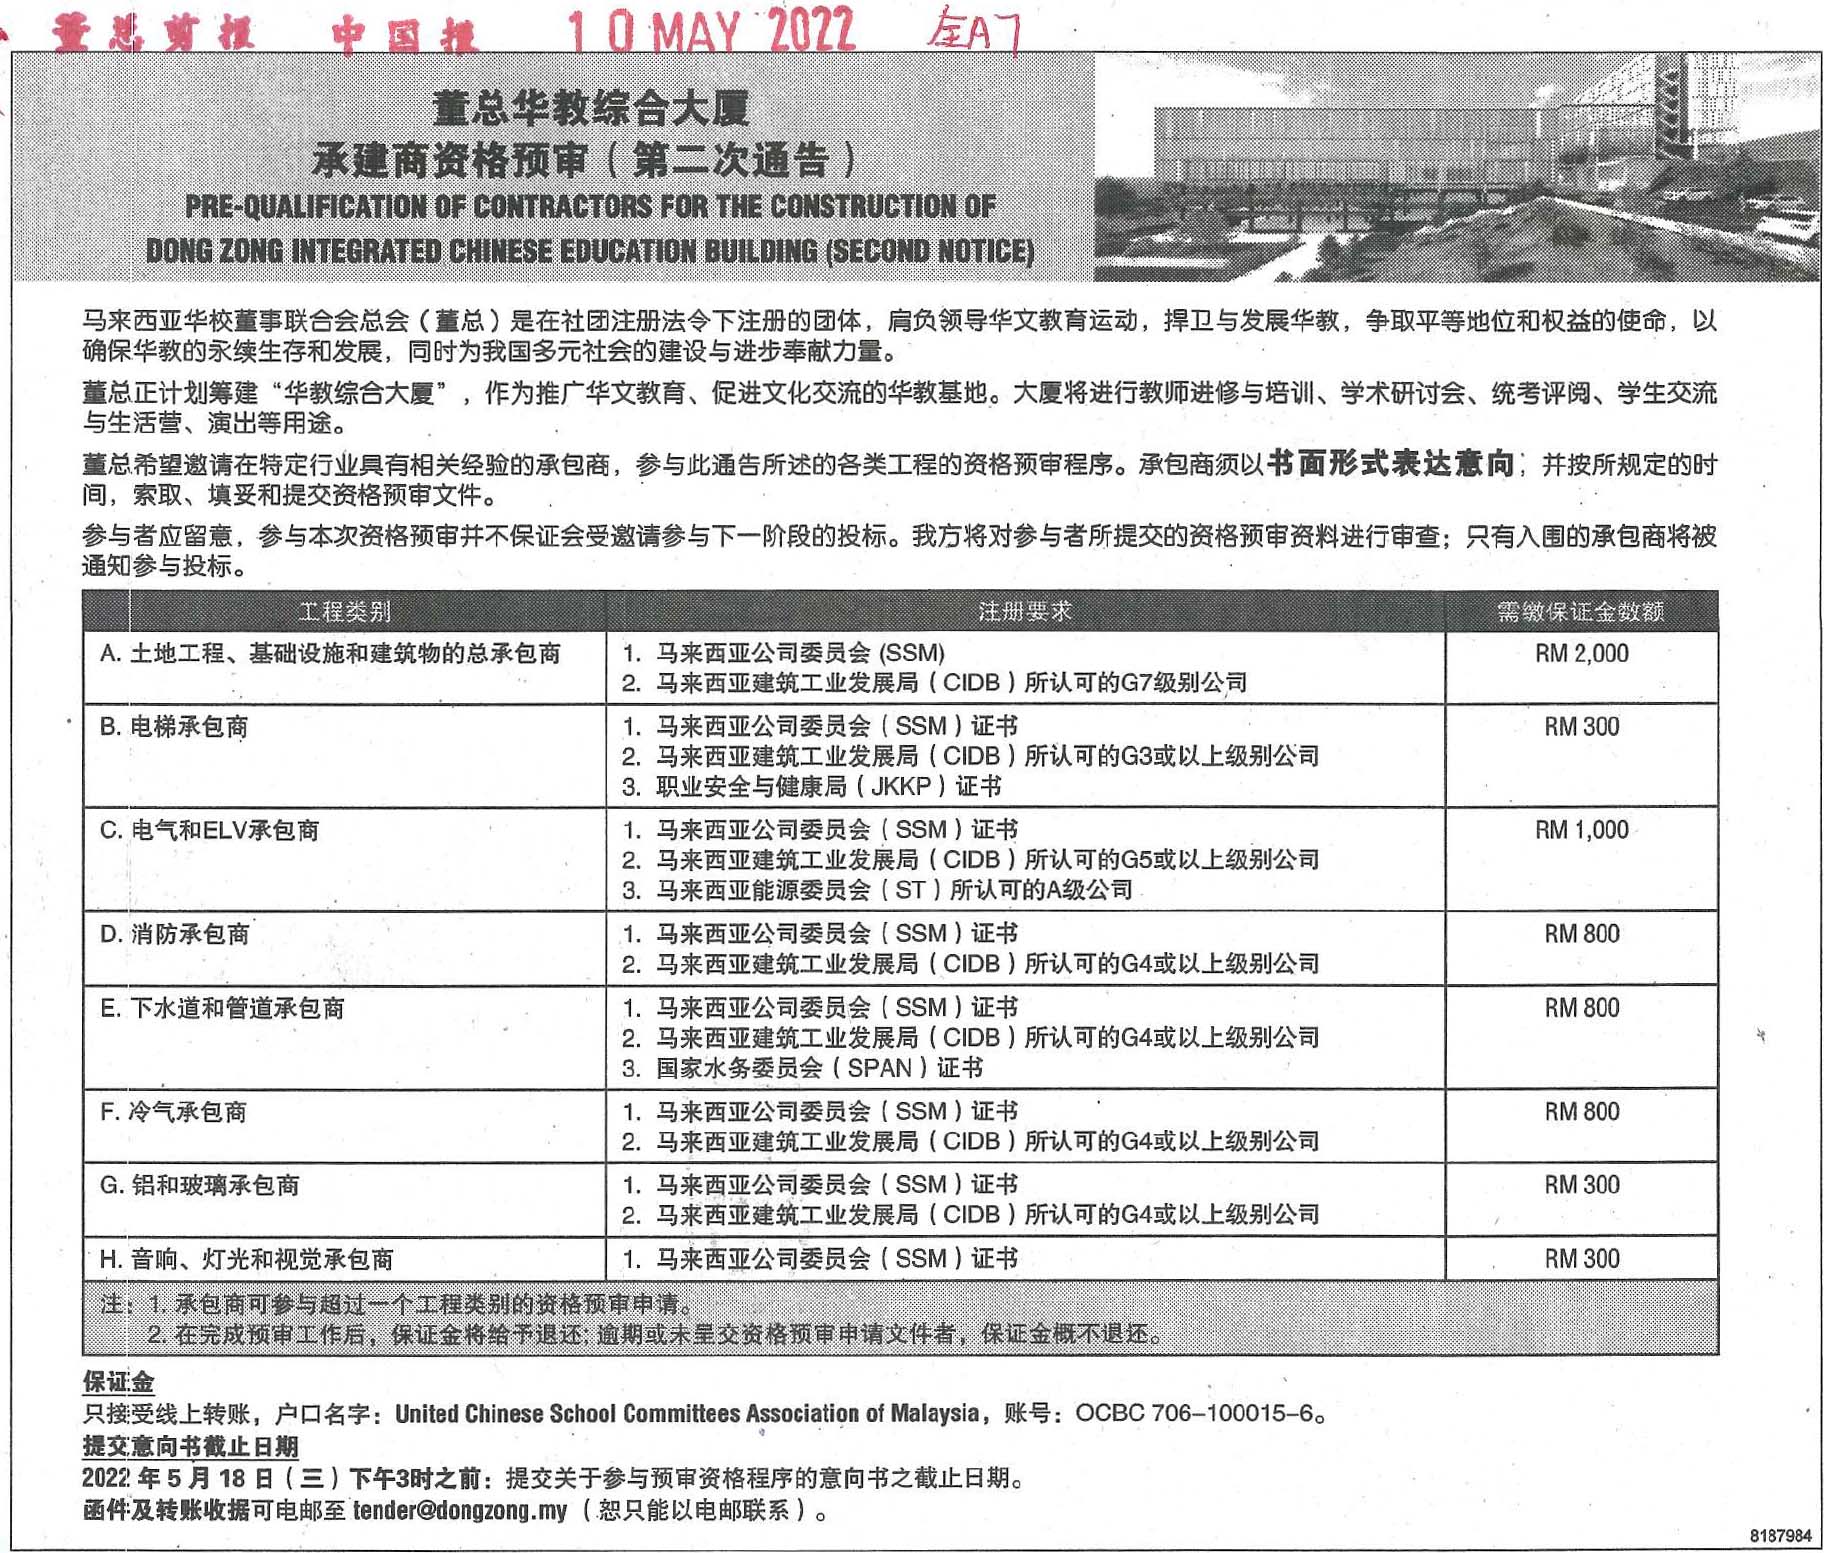 董总剪报 中国报 10 MAY 2022 左A7
董总华教综合大厦
承建商资格预审（第二次通告）
PRE-QUALIFICATION OF CONTRACTORS FOR THE CONSTRUCTION OF
DONG ZONG INTEGRATED CHINESE EDUCATION BUILDING (SECOND NOTICE)
马来西亚华校董事联合会总会（董总）是在社团注册法令下注册的团体，肩负领导华文教育运动，捍卫与发展华教，争取平等地位和权益的使命，以
确保华教的永续生存和发展，同时为我国多元社会的建设与进步奉献力量。
董总正计划筹建“华教综合大厦”，作为推广华文教育、促进文化交流的华教基地。大厦将进行教师进修与培训、学术研讨会、统考评阅、学生交流
与生活营、演出等用途。
董总希望邀请在特定行业具有相关经验的承包商，参与此通告所述的各类工程的资格预审程序。承包商须以书面形式表达意向；并按所规定的时
间，索取、填妥和提交资格预审文件。
参与者应留意，参与本次资格预审并不保证会受邀请参与下一阶段的投标。我方将对参与者所提交的资格预审资料进行审查；只有入围的承包商将被
通知参与投标。
工程类别 注册要求 需缴保证金数额
A. 土地工程、基础设施和建筑物的总承包商 1. 马来西亚公司委员会 (SSM) RM 2,000
2. 马来西亚建筑工业发展局（CIDB）所认可的G7级别公司
B. 电梯承包商 1. 马来西亚公司委员会（SSM）证书 RM 300
2. 马来西亚建筑工业发展局（CIDB）所认可的G3或以上级别公司
3. 职业安全与健康局（JKKP）证书
C. 电气和ELV承包商 1. 马来西亚公司委员会（SSM）证书 RM 1,000
2. 马来西亚建筑工业发展局（CIDB）所认可的G5或以上级别公司
3. 马来西亚能源委员会（ST）所认可的A级公司
D. 消防承包商 1. 马来西亚公司委员会（SSM）证书 RM 800
2. 马来西亚建筑工业发展局（CIDB）所认可的G4或以上级别公司
E. 下水道和管道承包商 1. 马来西亚公司委员会（SSM）证书 RM 800
2. 马来西亚建筑工业发展局（CIDB）所认可的G4或以上级别公司
3. 国家水务委员会（SPAN）证书
F. 冷气承包商 1. 马来西亚公司委员会（SSM）证书 RM 800
2. 马来西亚建筑工业发展局（CIDB）所认可的G4或以上级别公司
G. 铝和玻璃承包商 1. 马来西亚公司委员会（SSM）证书 RM 300
2. 马来西亚建筑工业发展局（CIDB）所认可的G4或以上级别公司
H. 音响、灯光和视觉承包商 1. 马来西亚公司委员会（SSM）证书 RM 300
注：1. 承包商可参与超过一个工程类别的资格预审申请。
2. 在完成预审工作后，保证金将给予退还；逾期或未呈交资格预审申请文件者，保证金概不退还。
保证金
只接受线上转账，户口名字：United Chinese School Committees Association of Malaysia，账号：OCBC 706-100015-6。
提交意向书截止日期
2022 年 5 月 18 日（三）下午3时之前：提交关于参与预审资格程序的意向书之截止日期。
函件及转账收据可电邮至 tender@dongzong.my （恕只能以电邮联系）。
8187984